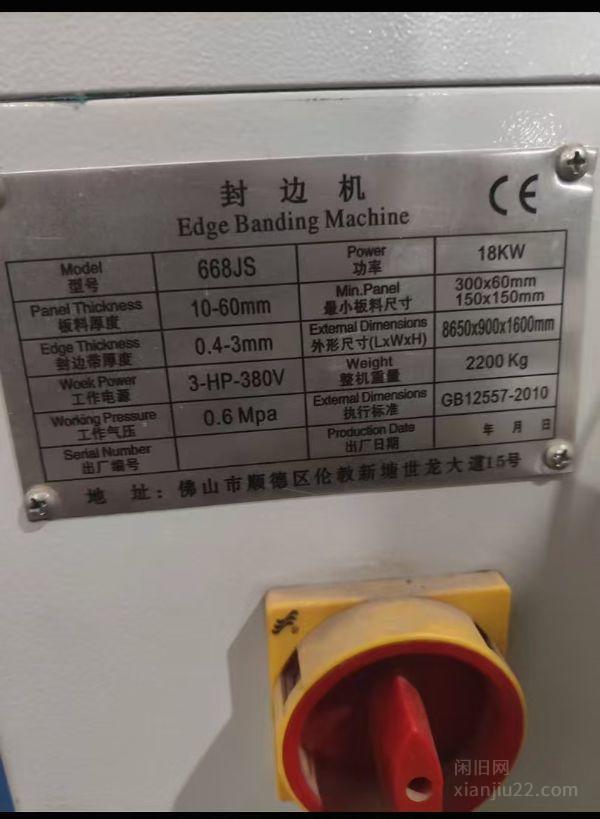 封边机
CE
Edge Banding Machine
Model
型号
668JS
Power
功率
18KW
Panel Thickness
板料厚度
10-60mm
Min.Panel
最小板料尺寸
300x60mm
150x150mm
Edge Thickness
封边带厚度
0.4-3mm
External Dimensions
外形尺寸(LxWxH)
8650x900x1600mm
Woek Power
工作电源
3-HP-380V
Weight
整机重量
2200 Kg
Working Pressure
工作气压
0.6 Mpa
External Dimensions
执行标准
GB12557-2010
Serial Number
出厂编号
Production Date
出厂日期
年 月 日
地 址：佛山市顺德区伦教新塘世龙大道15号
闲旧网
xianjiu22.com